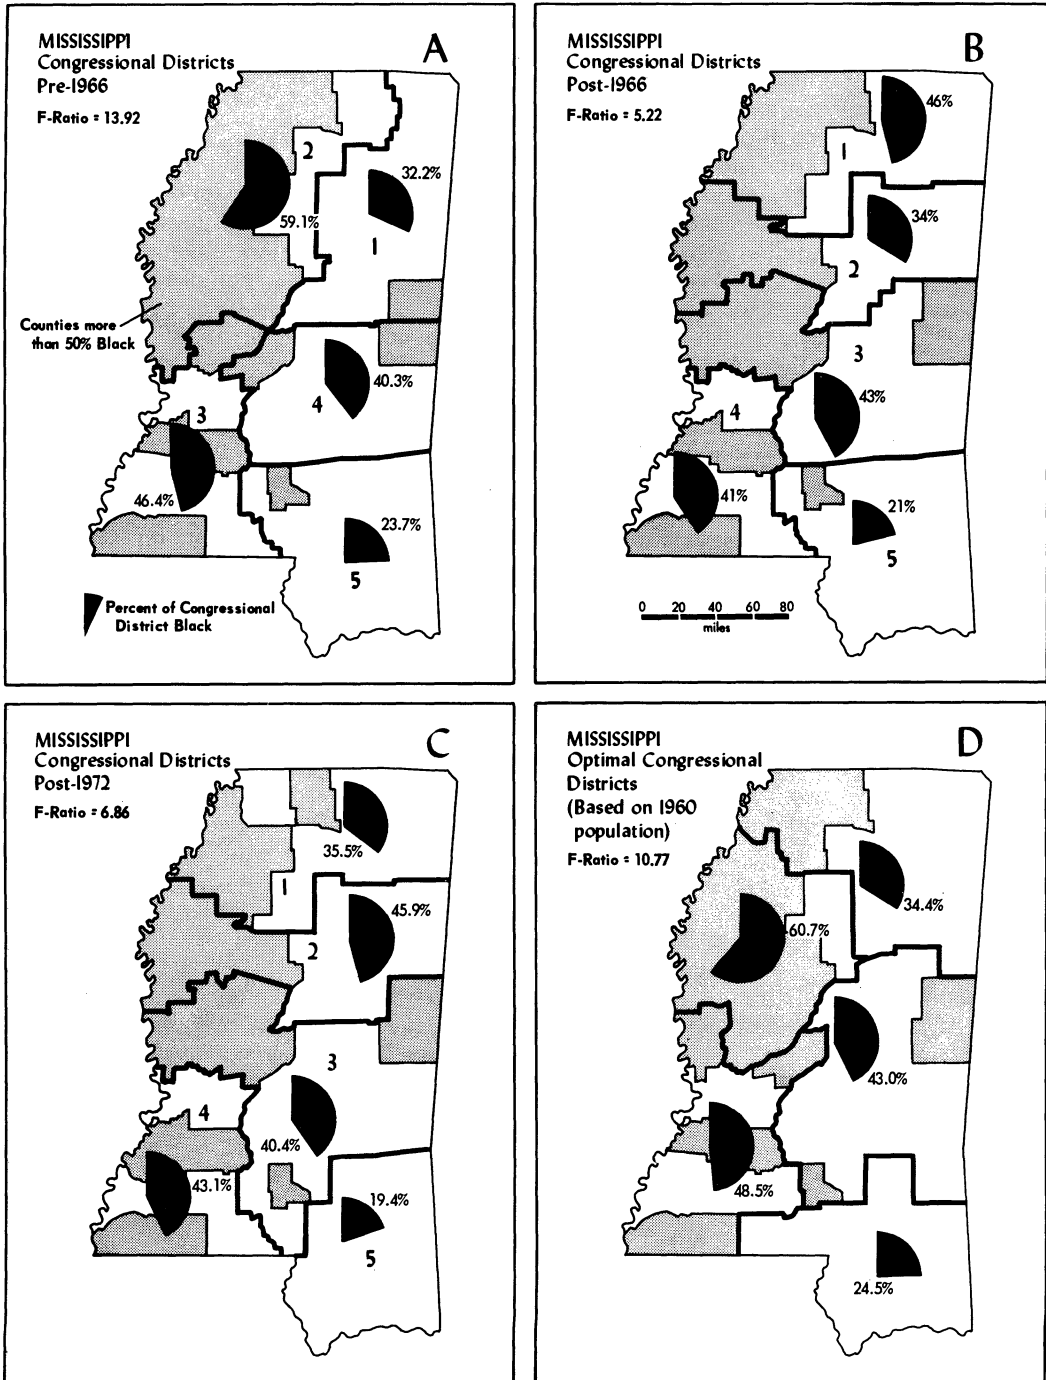 MISSISSIPPI
Congressional Districts
Pre-1966
F-Ratio = 13.92
A
2
32.2%
59.1%
1
Counties more
than 50% Black
40.3%
4
3
46.4%
23.7%
5
Percent of Congressional
District Black
MISSISSIPPI
Congressional Districts
Post-1966
F-Ratio = 5.22
B
46%
1
34%
2
3
43%
4
41%
21%
5
0 20 40 60 80
miles
MISSISSIPPI
Congressional Districts
Post-1972
F-Ratio = 6.86
C
35.5%
1
45.9%
2
3
4
40.4%
43.1%
19.4%
5
MISSISSIPPI
Optimal Congressional
Districts
(Based on 1960
population)
F-Ratio = 10.77
D
34.4%
60.7%
43.0%
48.5%
24.5%